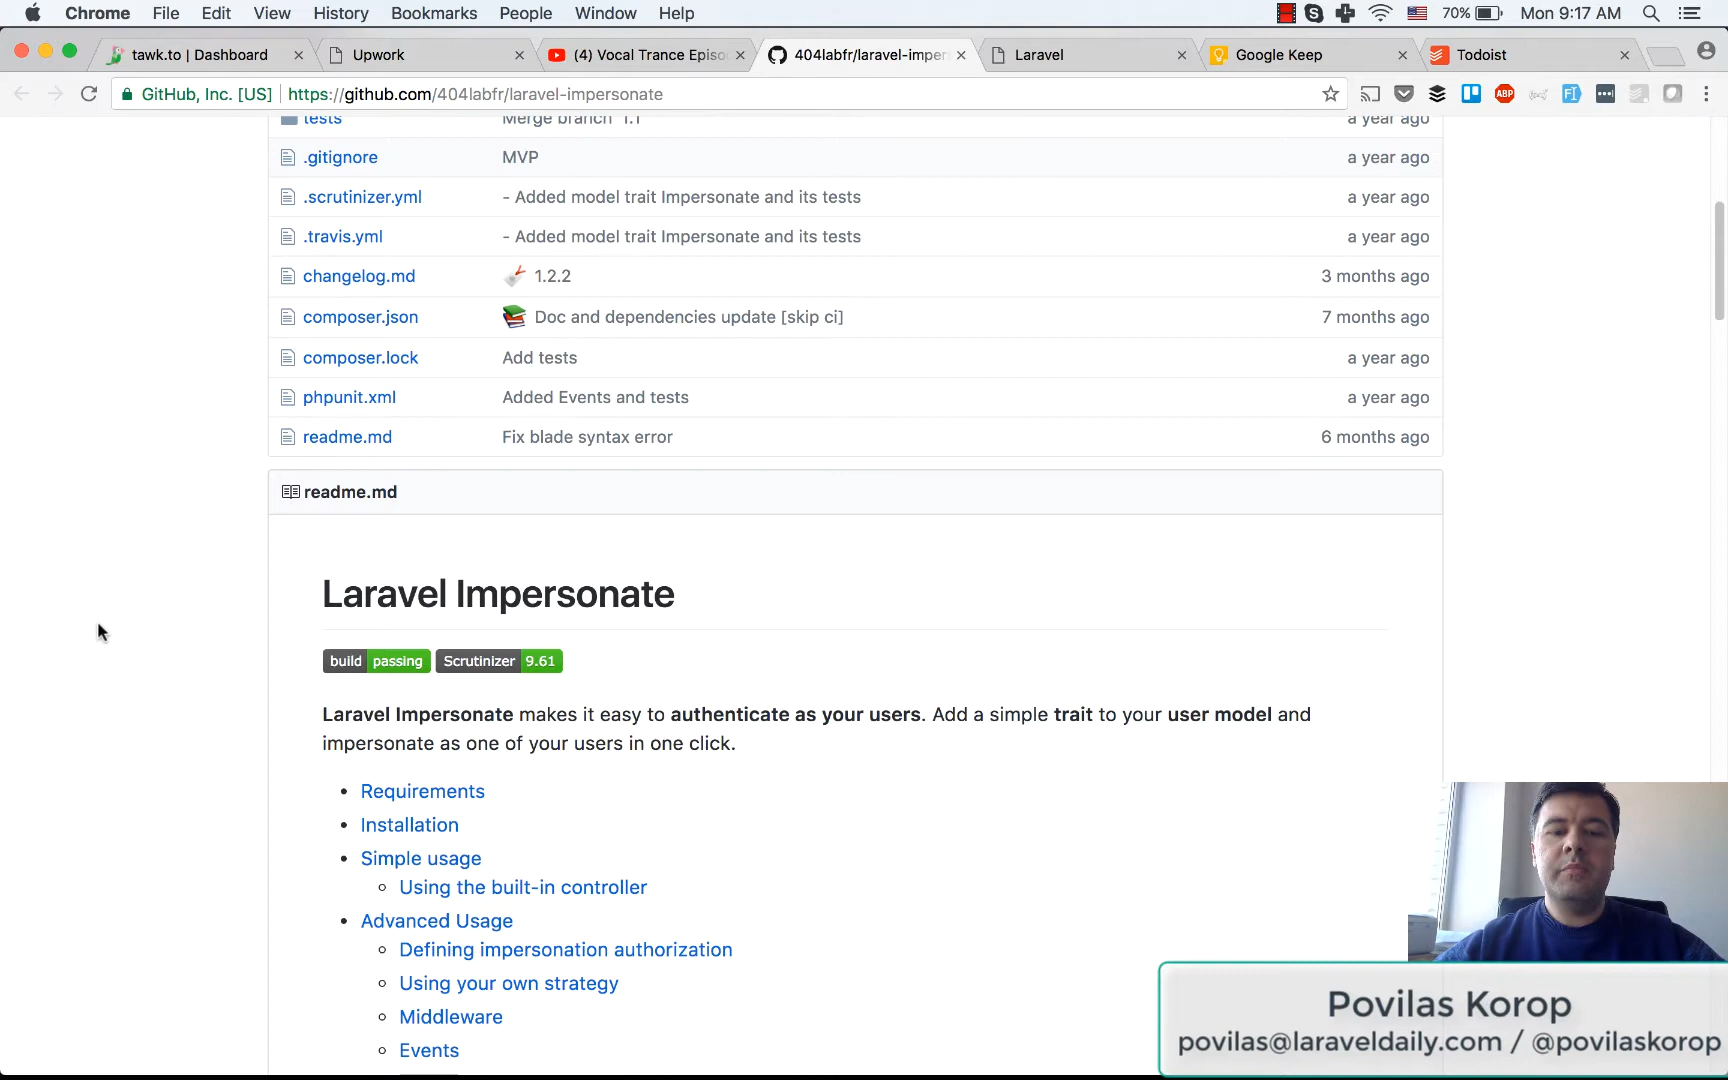 Chrome File Edit View History Bookmarks People Window Help 70% Mon 9:17 AM
tawk.to | Dashboard Upwork (4) Vocal Trance Episo 404labfr/laravel-imper Laravel Google Keep Todoist
GitHub, Inc. [US] https://github.com/404labfr/laravel-impersonate ABP
tests Merge branch '1.1' a year ago
.gitignore MVP a year ago
.scrutinizer.yml - Added model trait Impersonate and its tests a year ago
.travis.yml - Added model trait Impersonate and its tests a year ago
changelog.md 1.2.2 3 months ago
composer.json Doc and dependencies update [skip ci] 7 months ago
composer.lock Add tests a year ago
phpunit.xml Added Events and tests a year ago
readme.md Fix blade syntax error 6 months ago
readme.md
Laravel Impersonate
build passing Scrutinizer 9.61
Laravel Impersonate makes it easy to authenticate as your users. Add a simple trait to your user model and
impersonate as one of your users in one click.
Requirements
Installation
Simple usage
Using the built-in controller
Advanced Usage
Defining impersonation authorization
Using your own strategy
Middleware
Events
Povilas Korop
povilas@laraveldaily.com / @povilaskorop